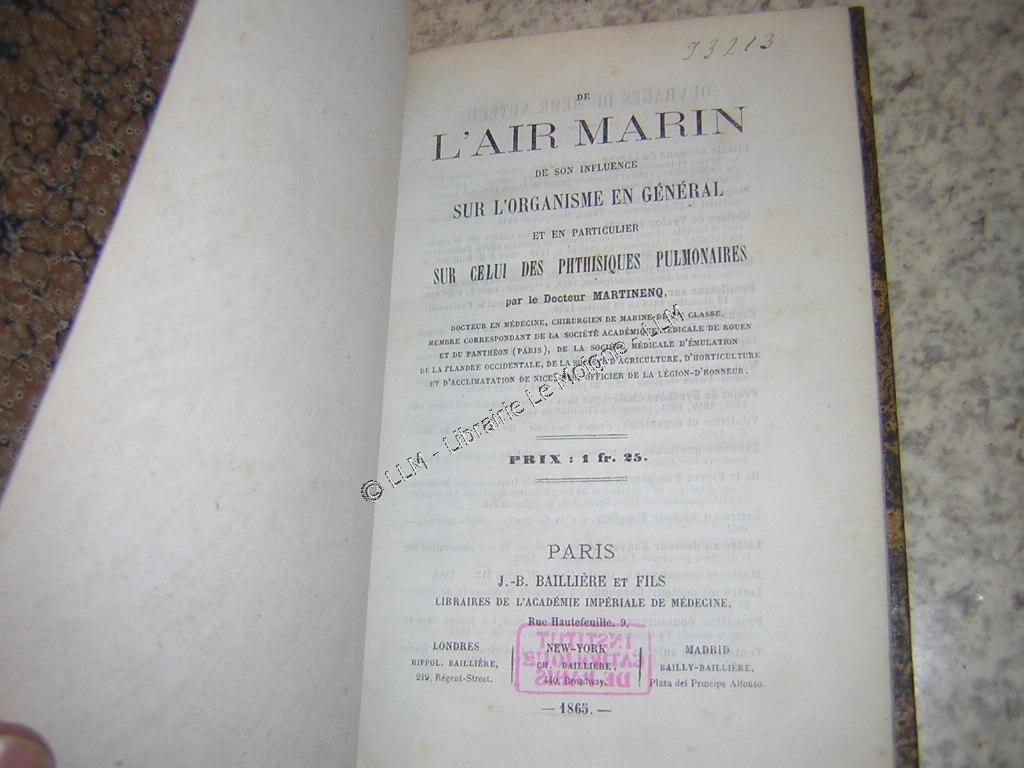 93213
DE
L'AIR MARIN
DE SON INFLUENCE
SUR L'ORGANISME EN GÉNÉRAL
ET EN PARTICULIER
SUR CELUI DES PHTHISIQUES PULMONAIRES
par le Docteur MARTINENQ,
DOCTEUR EN MÉDECINE, CHIRURGIEN DE MARINE DE CLASSE,
MEMBRE CORRESPONDANT DE LA SOCIÉTÉ ACADÉMIQUE MÉDICALE DE ROUEN
ET DU PANTHÉON (PARIS), DE LA SOCIÉTÉ MÉDICALE D'ÉMULATION
DE LA FLANDRE OCCIDENTALE, DE LA SOCIÉTÉ D'AGRICULTURE, D'HORTICULTURE
ET D'ACCLIMATATION DE NICE, OFFICIER DE LA LÉGION-D'HONNEUR.
© LLM - Librairie Le Moigne - LLM
PRIX : 1 fr. 25.
PARIS
J.-B. BAILLIÈRE ET FILS
LIBRAIRES DE L'ACADÉMIE IMPÉRIALE DE MÉDECINE,
Rue Hautefeuille, 9,
LONDRES NEW-YORK MADRID
HIPPOL. BAILLIÈRE, CH. BAILLIÈRE, BAILLY-BAILLIÈRE,
219, Régent-Street. 440, Broadway. Plaza del Principe Alfonso.
INSTITUT
CATHOLIQUE
DE PARIS
— 1865. —